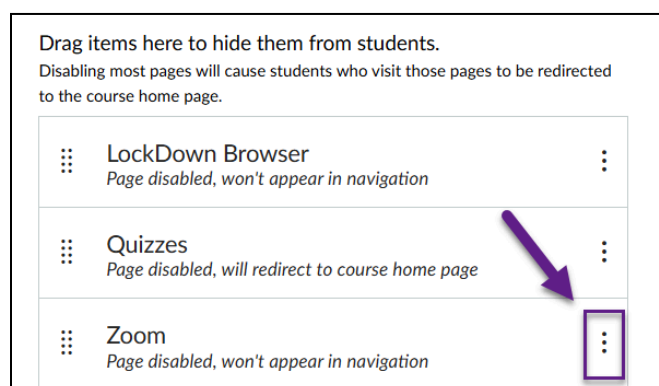 Drag items here to hide them from students.
Disabling most pages will cause students who visit those pages to be redirected
to the course home page.
LockDown Browser
Page disabled, won't appear in navigation
Quizzes
Page disabled, will redirect to course home page
Zoom
Page disabled, won't appear in navigation